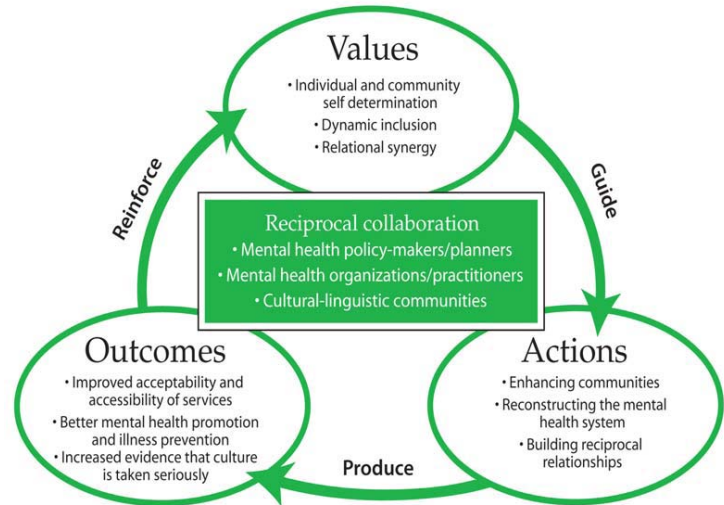 Values
• Individual and community
self determination
• Dynamic inclusion
• Relational synergy
Reinforce
Guide
Reciprocal collaboration
• Mental health policy-makers/planners
• Mental health organizations/practitioners
• Cultural-linguistic communities
Outcomes
• Improved acceptability and
accessibility of services
• Better mental health promotion
and illness prevention
• Increased evidence that culture
is taken seriously
Actions
• Enhancing communities
• Reconstructing the mental
health system
• Building reciprocal
relationships
Produce